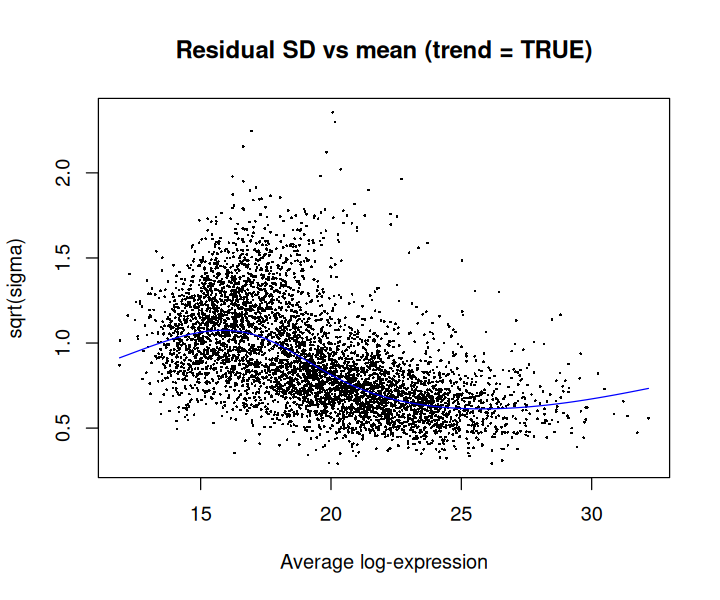 Residual SD vs mean (trend = TRUE)
sqrt(sigma)
2.0
1.5
1.0
0.5
15 20 25 30
Average log-expression